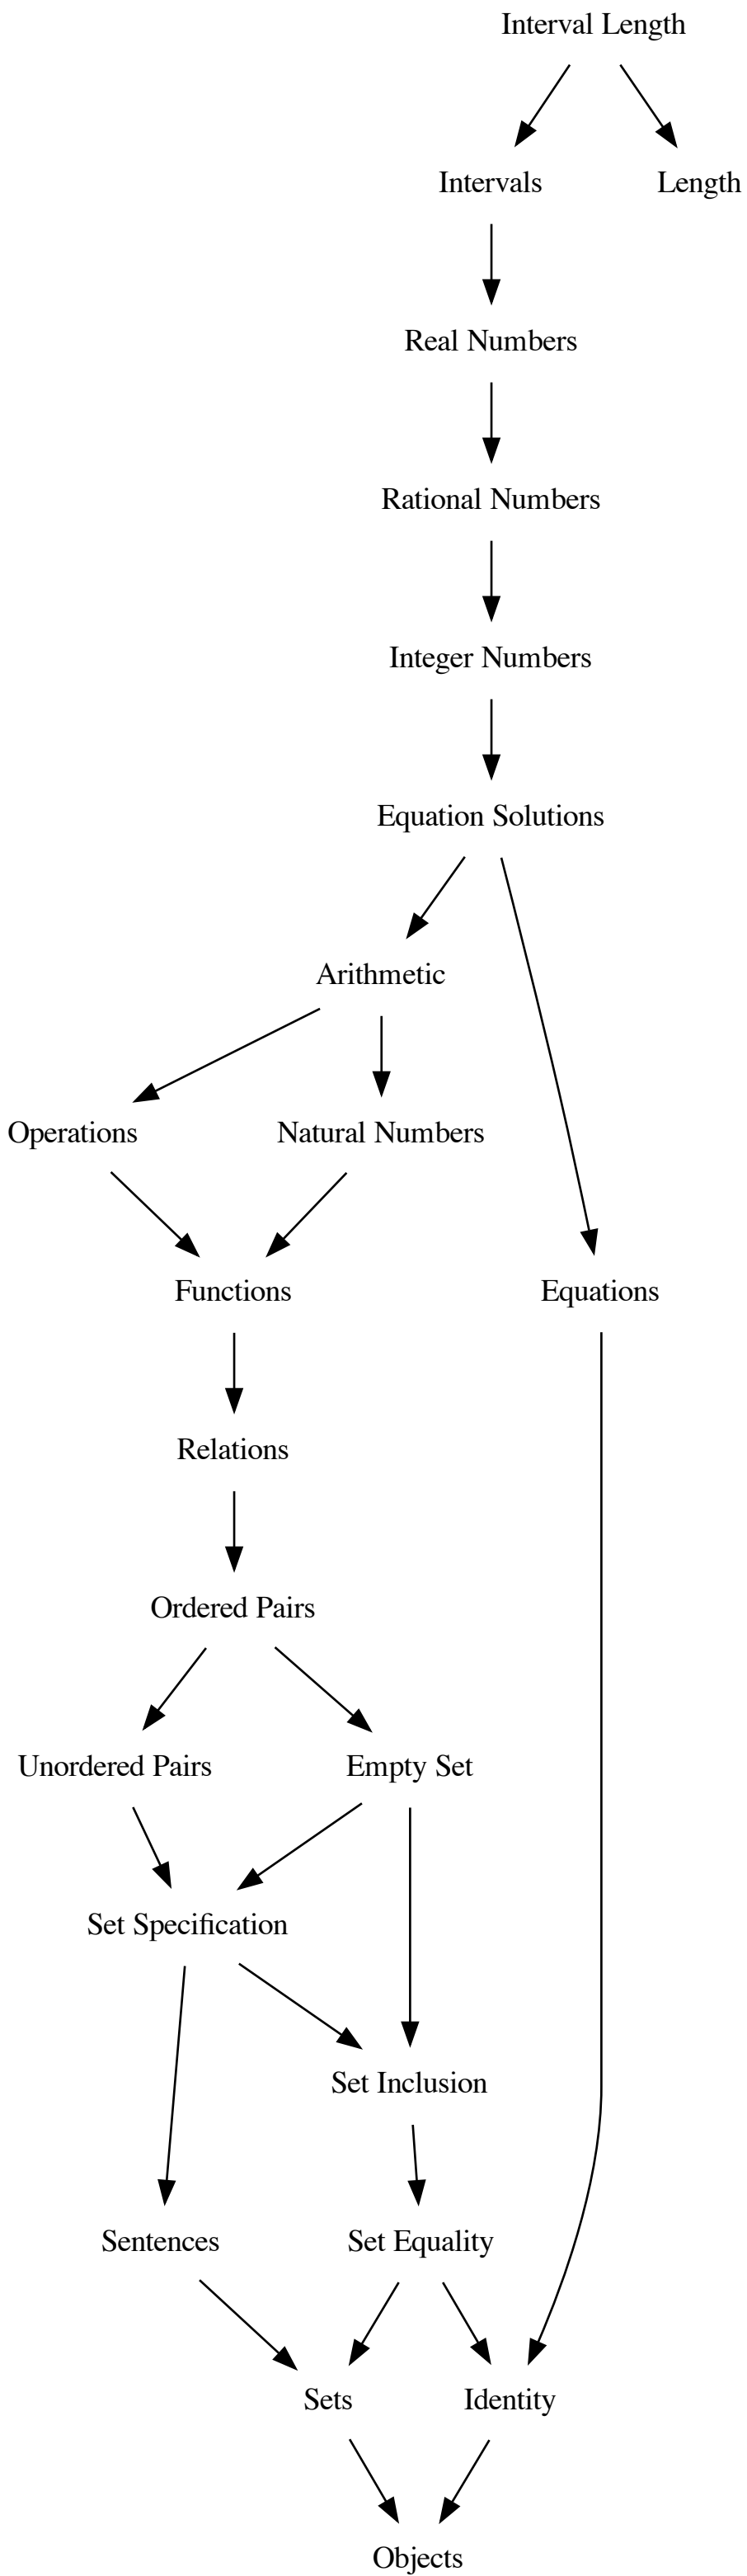 Interval Length
Intervals
Length
Real Numbers
Rational Numbers
Integer Numbers
Equation Solutions
Arithmetic
Operations
Natural Numbers
Functions
Equations
Relations
Ordered Pairs
Unordered Pairs
Empty Set
Set Specification
Set Inclusion
Sentences
Set Equality
Sets
Identity
Objects